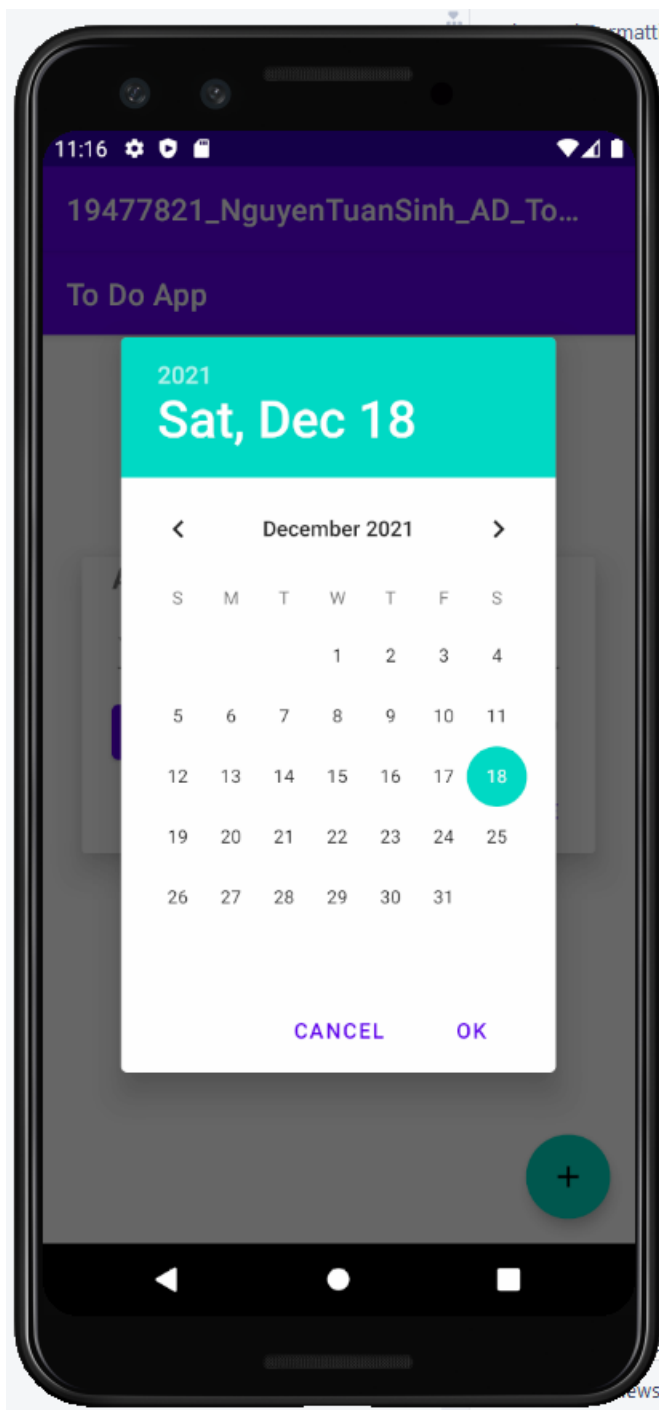 11:16
19477821_NguyenTuanSinh_AD_To...
To Do App
2021
Sat, Dec 18
December 2021
S M T W T F S
1 2 3 4
5 6 7 8 9 10 11
12 13 14 15 16 17 18
19 20 21 22 23 24 25
26 27 28 29 30 31
CANCEL OK